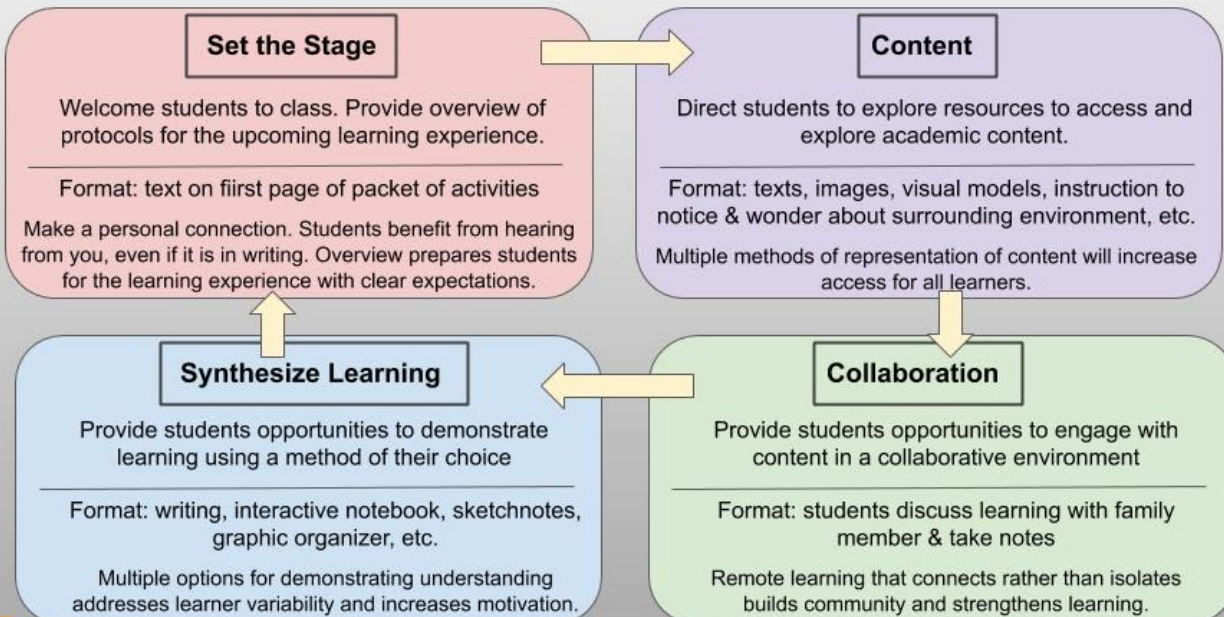 Set the Stage
Welcome students to class. Provide overview of
protocols for the upcoming learning experience.
Format: text on fiirst page of packet of activities
Make a personal connection. Students benefit from hearing
from you, even if it is in writing. Overview prepares students
for the learning experience with clear expectations.
Content
Direct students to explore resources to access and
explore academic content.
Format: texts, images, visual models, instruction to
notice & wonder about surrounding environment, etc.
Multiple methods of representation of content will increase
access for all learners.
Collaboration
Provide students opportunities to engage with
content in a collaborative environment
Format: students discuss learning with family
member & take notes
Remote learning that connects rather than isolates
builds community and strengthens learning.
Synthesize Learning
Provide students opportunities to demonstrate
learning using a method of their choice
Format: writing, interactive notebook, sketchnotes,
graphic organizer, etc.
Multiple options for demonstrating understanding
addresses learner variability and increases motivation.